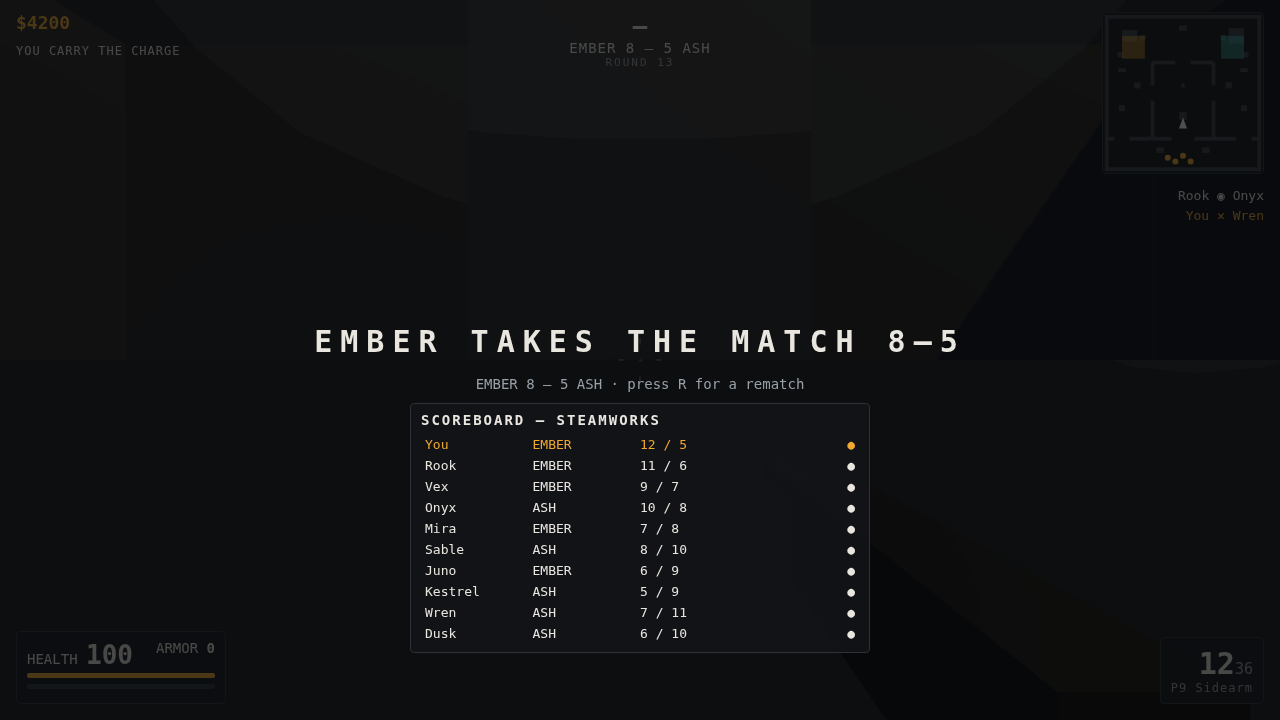 $4200
YOU CARRY THE CHARGE
—
EMBER 8 — 5 ASH
ROUND 13
Rook ◉ Onyx
You × Wren
EMBER TAKES THE MATCH 8–5
EMBER 8 — 5 ASH · press R for a rematch
SCOREBOARD — STEAMWORKS
You EMBER 12 / 5 ●
Rook EMBER 11 / 6 ●
Vex EMBER 9 / 7 ●
Onyx ASH 10 / 8 ●
Mira EMBER 7 / 8 ●
Sable ASH 8 / 10 ●
Juno EMBER 6 / 9 ●
Kestrel ASH 5 / 9 ●
Wren ASH 7 / 11 ●
Dusk ASH 6 / 10 ●
HEALTH 100 ARMOR 0
12 36
P9 Sidearm